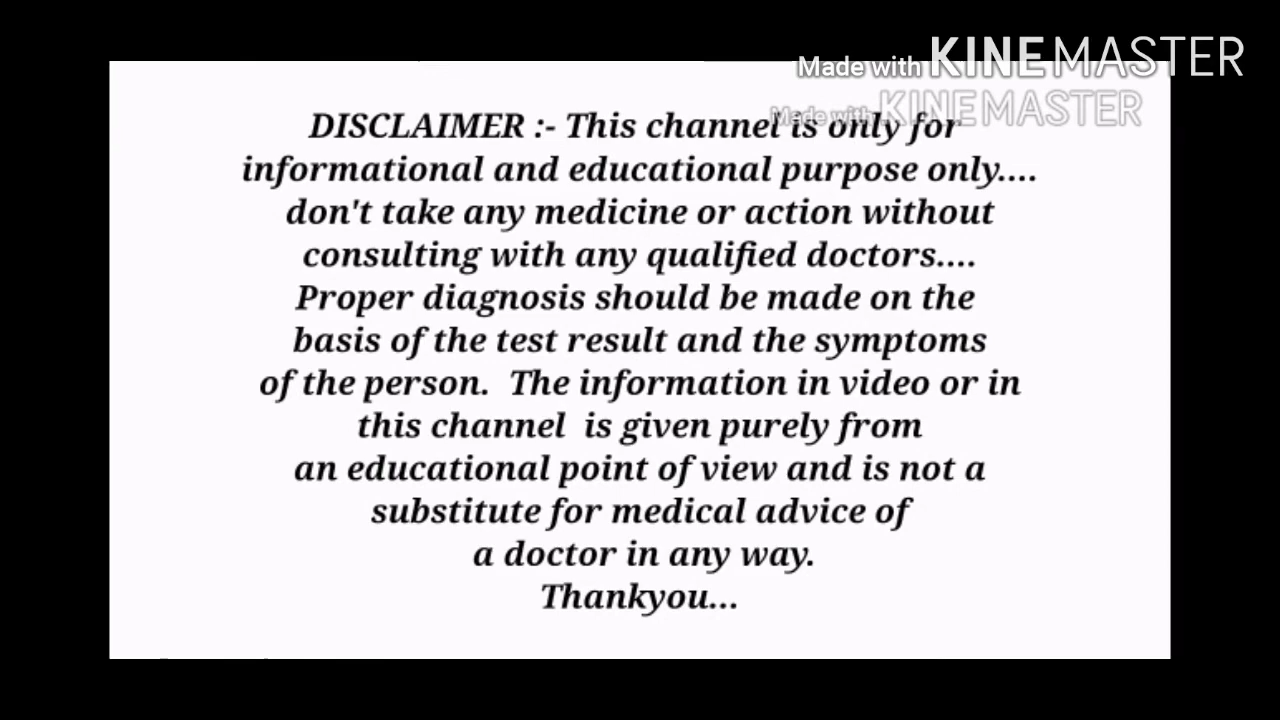 Made with KINEMASTER
Made with KINEMASTER
DISCLAIMER :- This channel is only for
informational and educational purpose only....
don't take any medicine or action without
consulting with any qualified doctors....
Proper diagnosis should be made on the
basis of the test result and the symptoms
of the person.  The information in video or in
this channel  is given purely from
an educational point of view and is not a
substitute for medical advice of
a doctor in any way.
Thankyou...